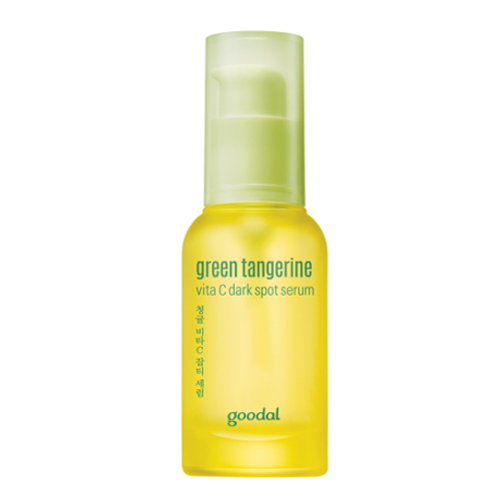 green tangerine
vita C dark spot serum
청귤 비타C 잡티 세럼
goodal